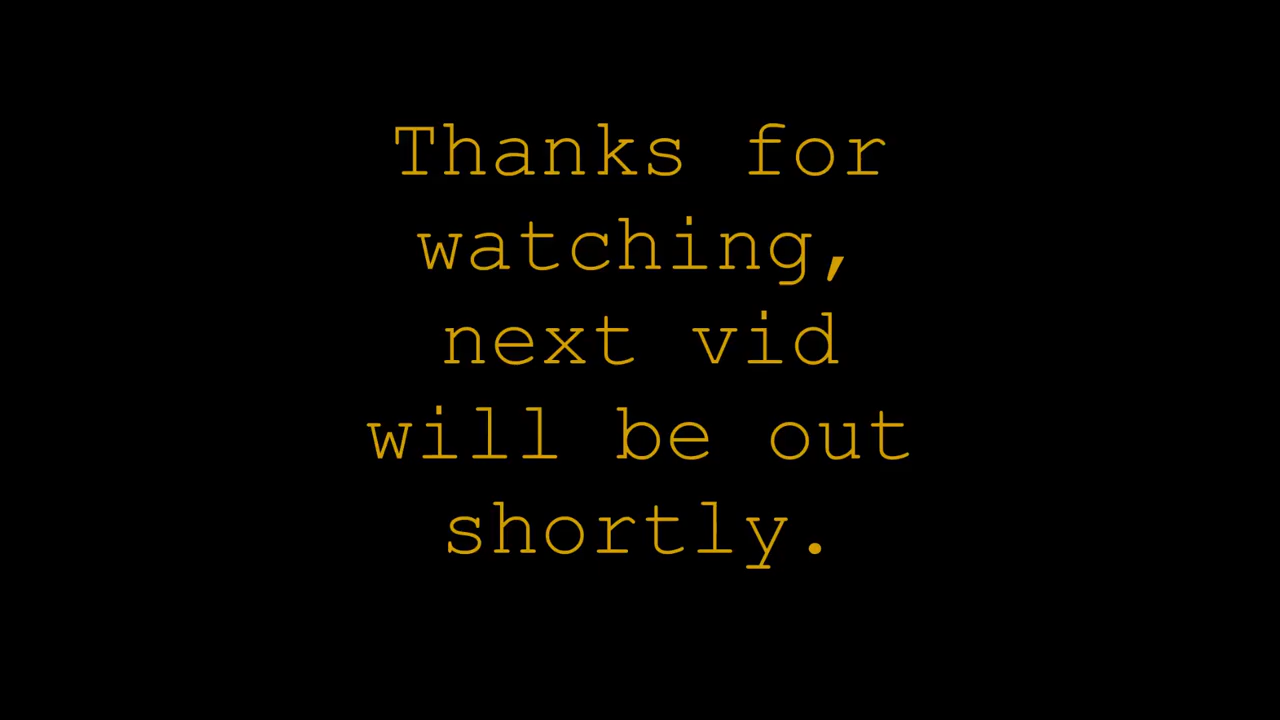 Thanks for
watching,
next vid
will be out
shortly.